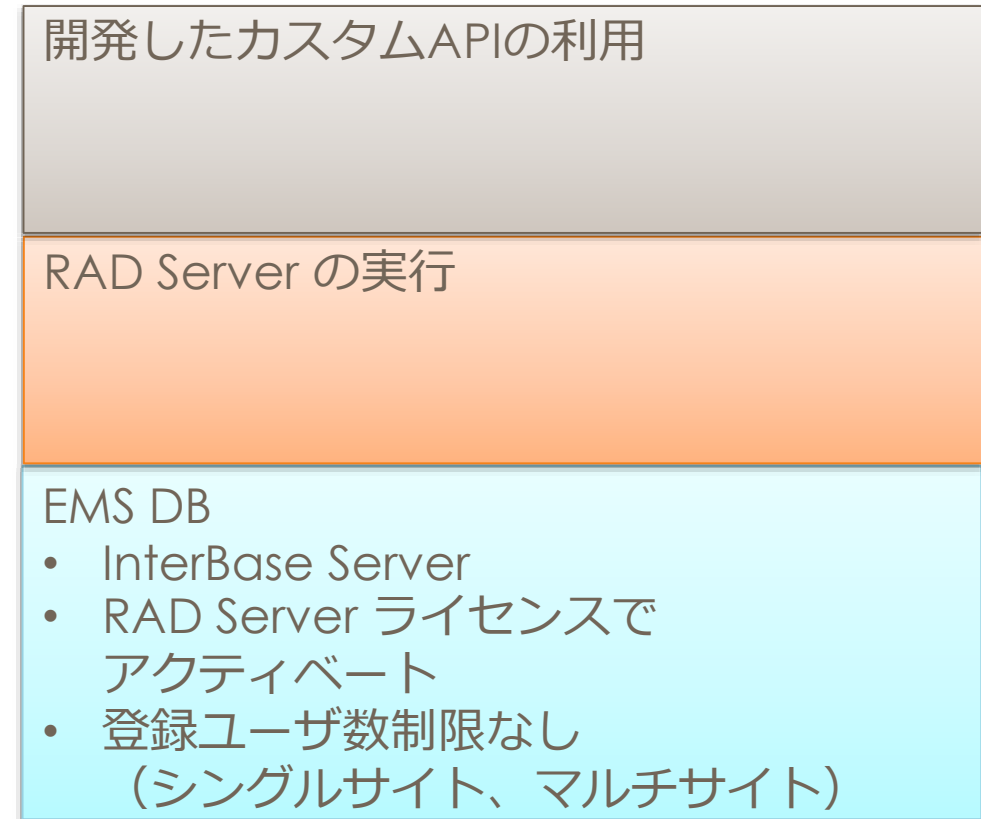 開発したカスタムAPIの利用
RAD Server の実行
EMS DB
• InterBase Server
• RAD Server ライセンスで
アクティベート
• 登録ユーザ数制限なし
（シングルサイト、マルチサイト）